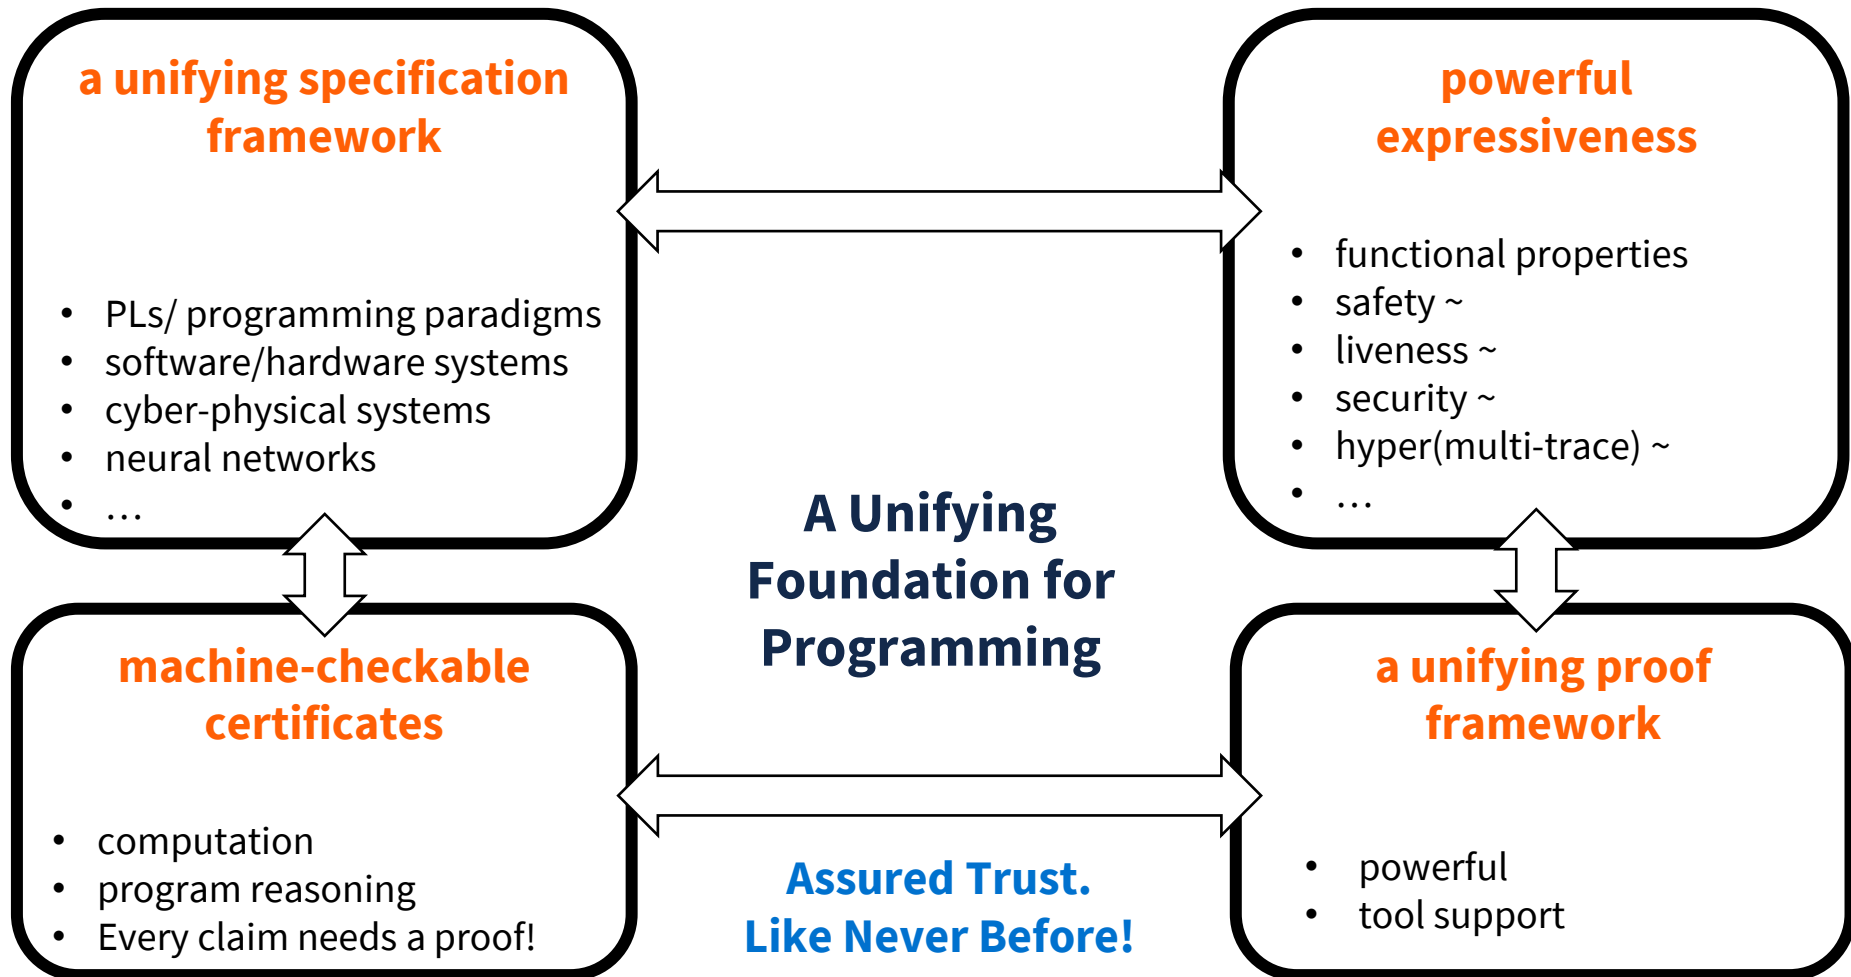 a unifying specification
framework
• PLs/ programming paradigms
• software/hardware systems
• cyber-physical systems
• neural networks
• …
powerful
expressiveness
• functional properties
• safety ~
• liveness ~
• security ~
• hyper(multi-trace) ~
• …
A Unifying
Foundation for
Programming
machine-checkable
certificates
• computation
• program reasoning
• Every claim needs a proof!
a unifying proof
framework
• powerful
• tool support
Assured Trust.
Like Never Before!